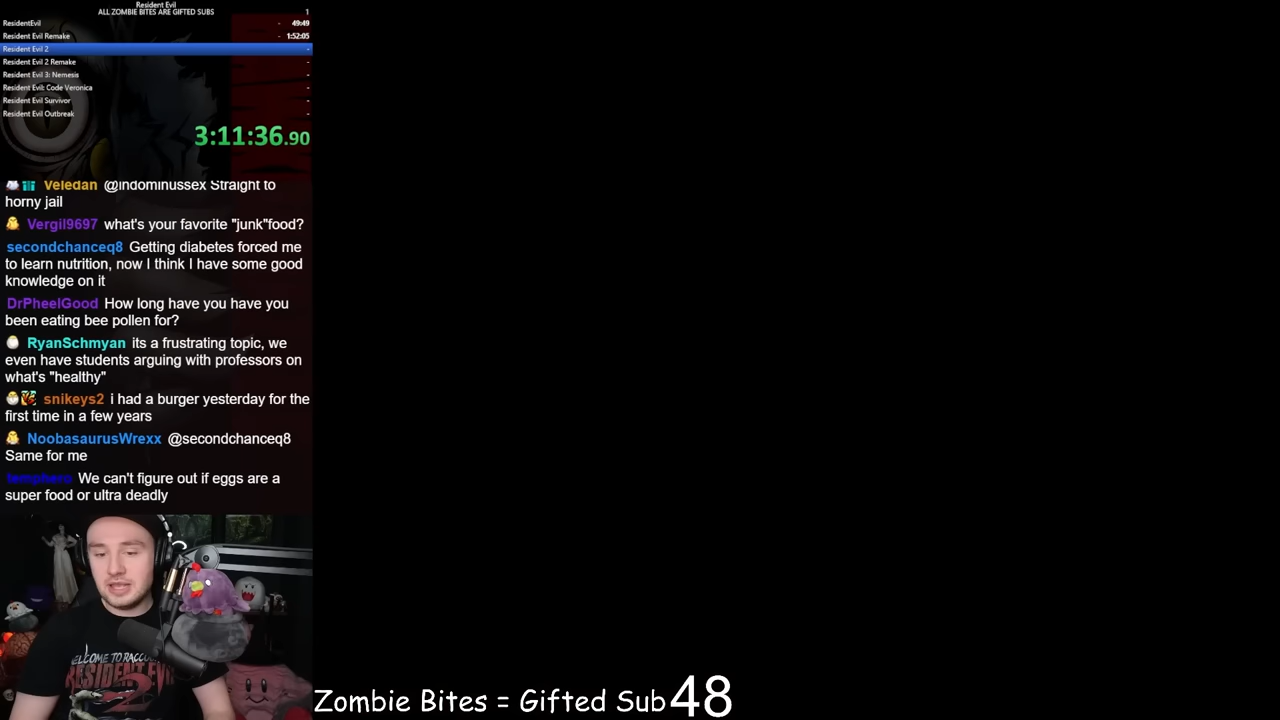 Resident Evil
ALL ZOMBIE BITES ARE GIFTED SUBS 1
ResidentEvil - 49:49
Resident Evil Remake - 1:52:05
Resident Evil 2 -
Resident Evil 2 Remake -
Resident Evil 3: Nemesis -
Resident Evil: Code Veronica -
Resident Evil Survivor -
Resident Evil Outbreak -
3:11:36.90
Veledan @indominussex Straight to
horny jail
Vergil9697 what's your favorite "junk"food?
secondchanceq8 Getting diabetes forced me
to learn nutrition, now I think I have some good
knowledge on it
DrPheelGood How long have you have you
been eating bee pollen for?
RyanSchmyan its a frustrating topic, we
even have students arguing with professors on
what's "healthy"
snikeys2 i had a burger yesterday for the
first time in a few years
NoobasaurusWrexx @secondchanceq8
Same for me
We can't figure out if eggs are a
super food or ultra deadly
RESIDENT EVIL
2
Zombie Bites = Gifted Sub 48